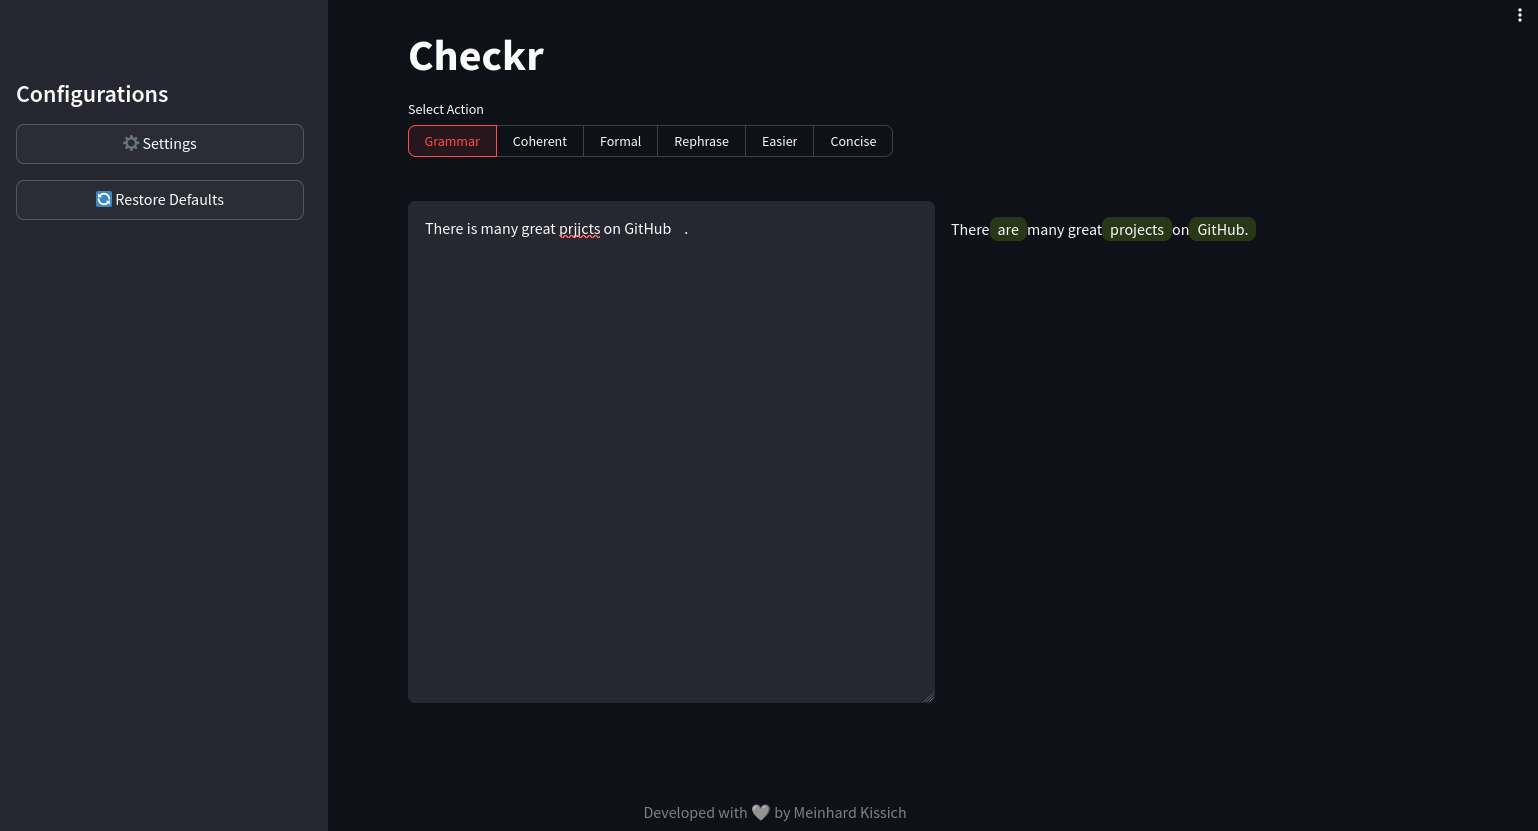 Configurations
⚙️ Settings
🔄 Restore Defaults
Checkr
Select Action
Grammar Coherent Formal Rephrase Easier Concise
There is many great prjjcts on GitHub   .
There are many great projects on GitHub.
Developed with 🩶 by Meinhard Kissich